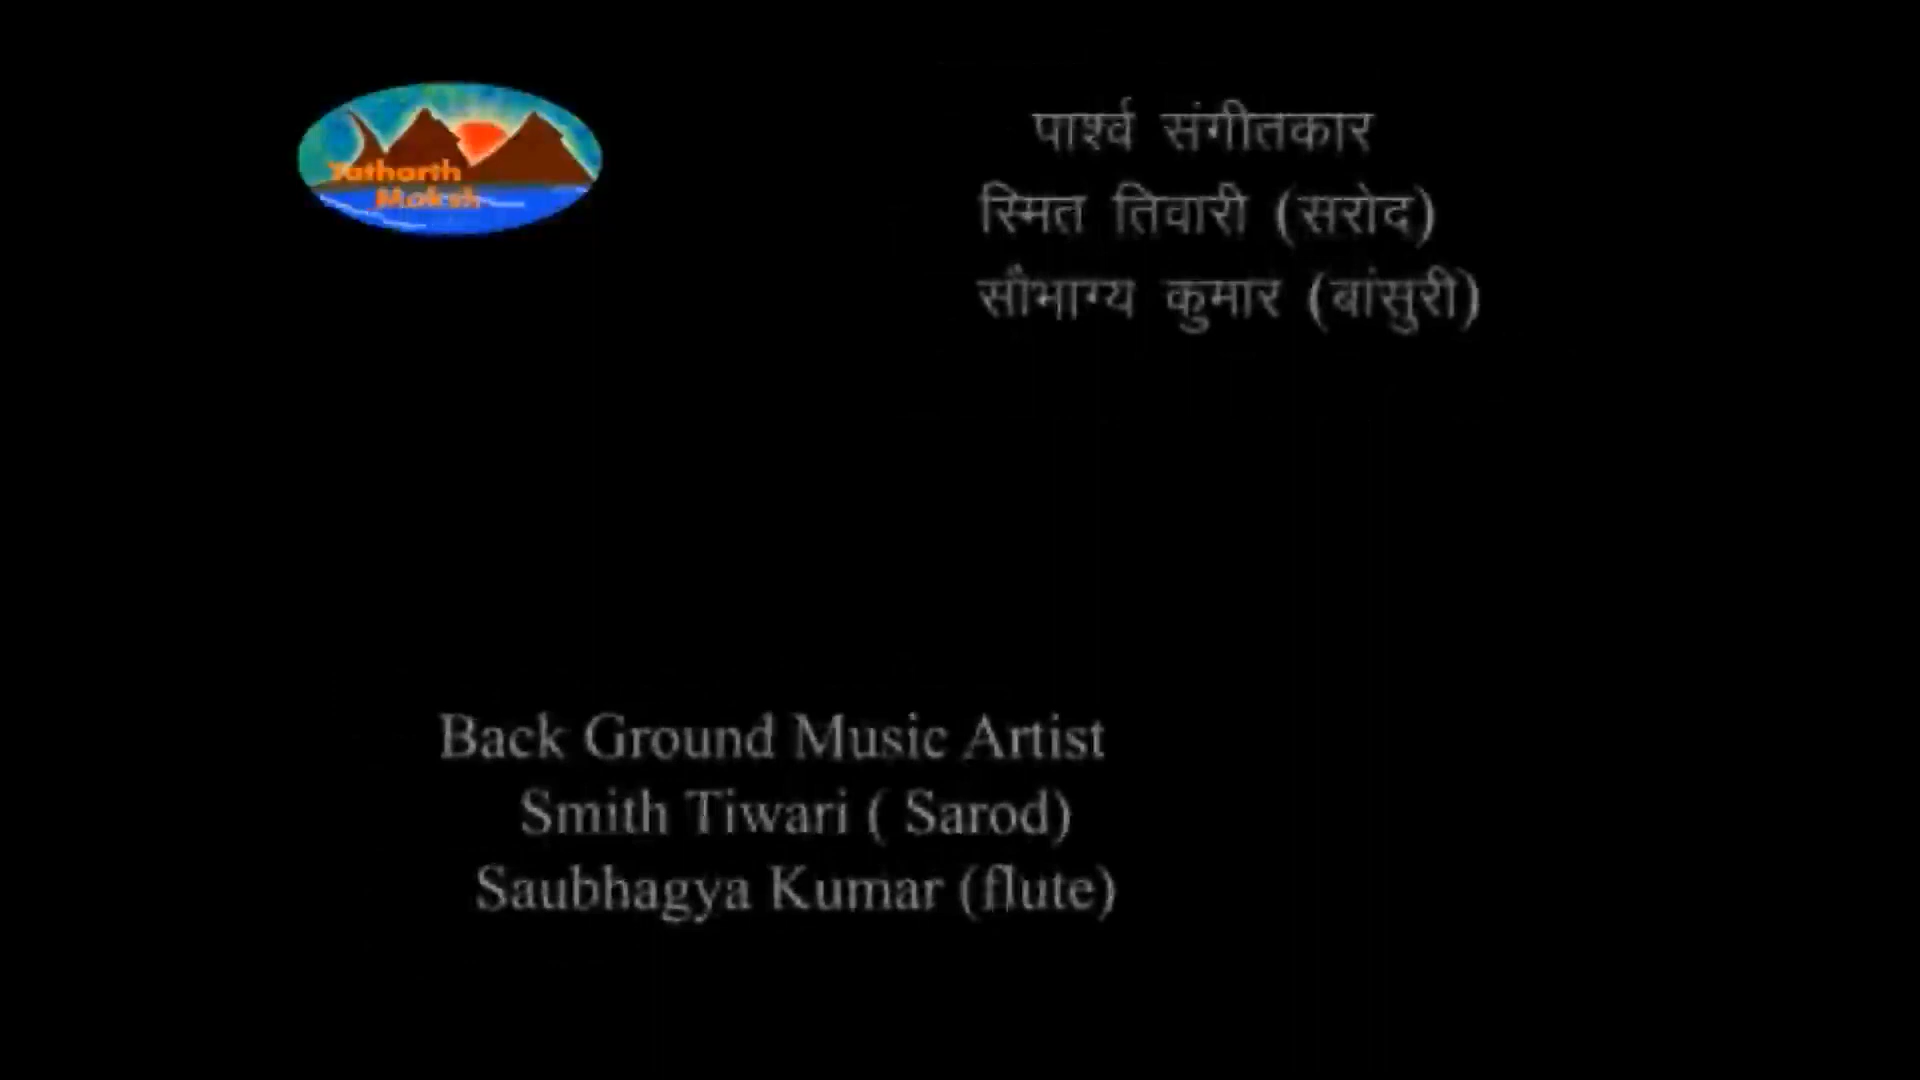 Yatharth
Moksh
पार्श्व संगीतकार
स्मित तिवारी (सरोद)
सौभाग्य कुमार (बांसुरी)
Back Ground Music Artist
Smith Tiwari ( Sarod)
Saubhagya Kumar (flute)